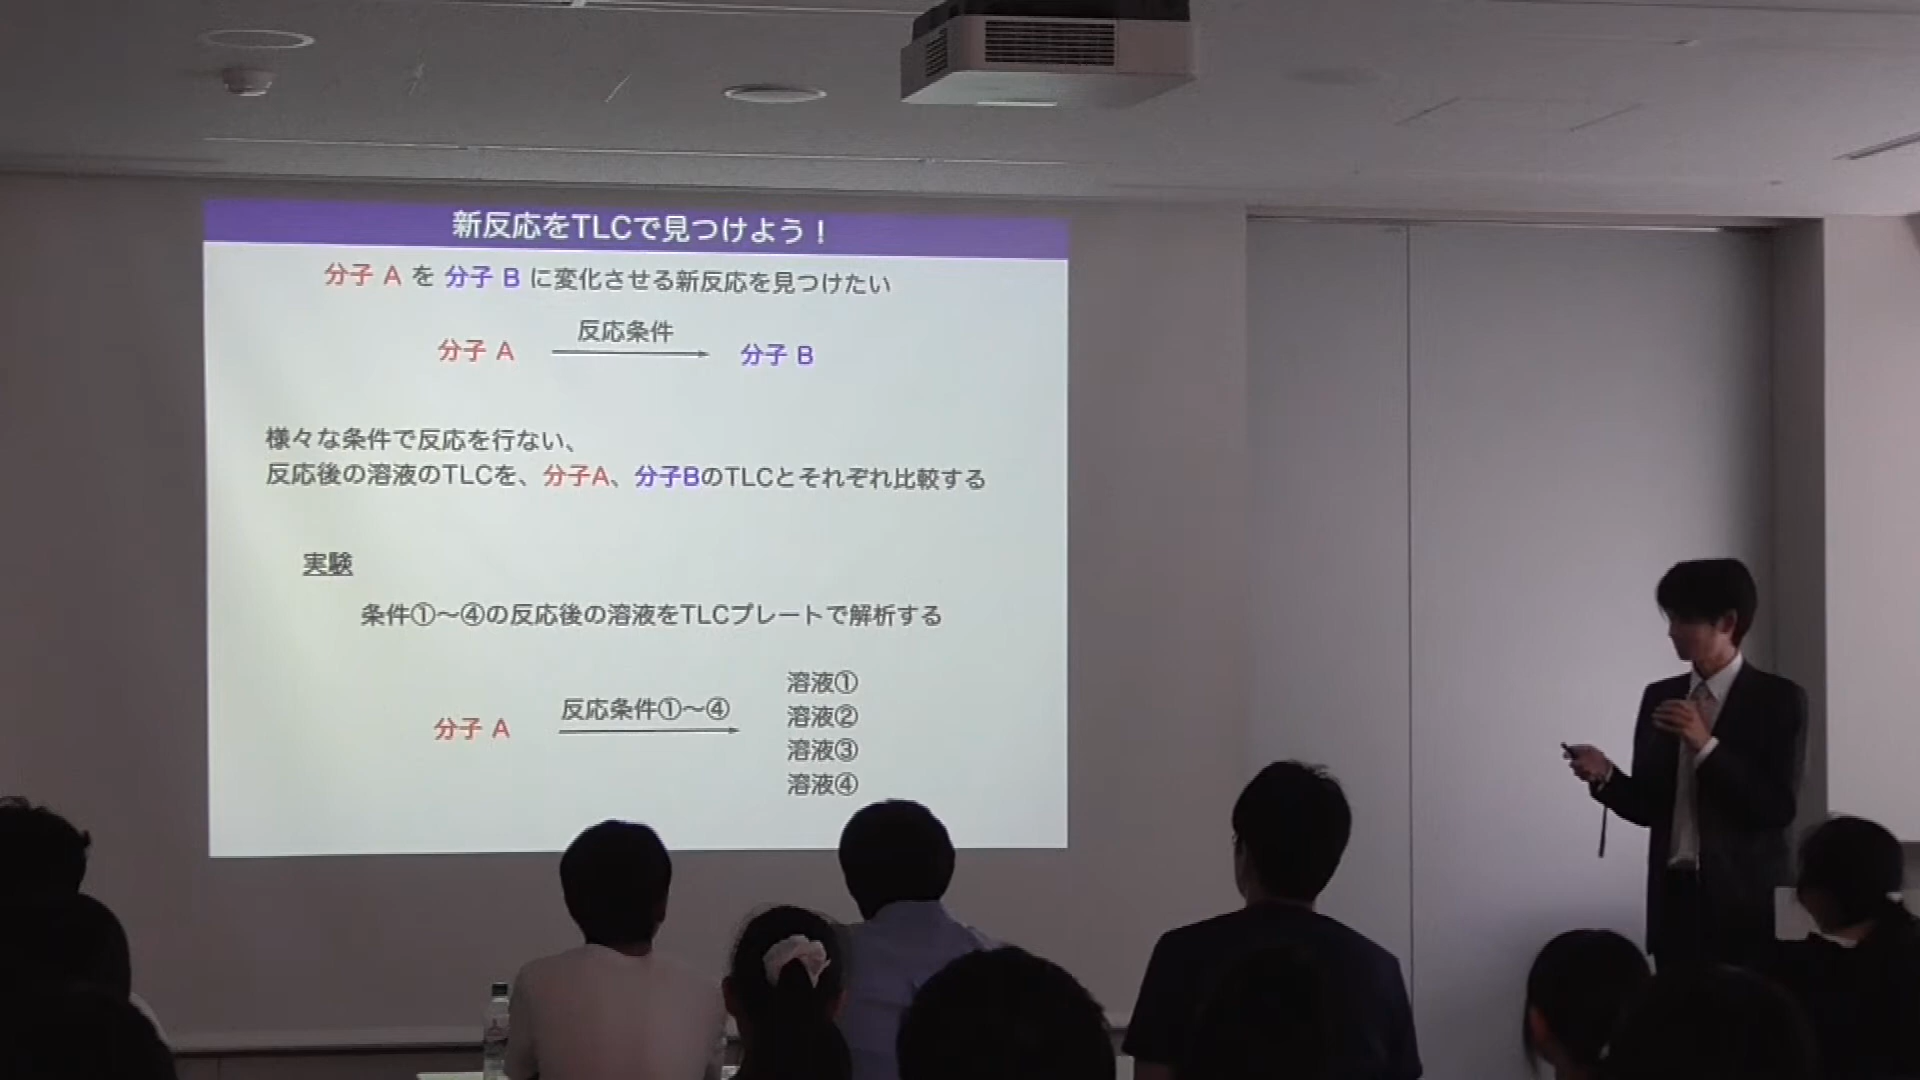 新反応をTLCで見つけよう！
分子 A を 分子 B に変化させる新反応を見つけたい
反応条件
分子 A
分子 B
様々な条件で反応を行ない、
反応後の溶液のTLCを、分子A、分子BのTLCとそれぞれ比較する
実験
条件①〜④の反応後の溶液をTLCプレートで解析する
分子 A
反応条件①〜④
溶液①
溶液②
溶液③
溶液④